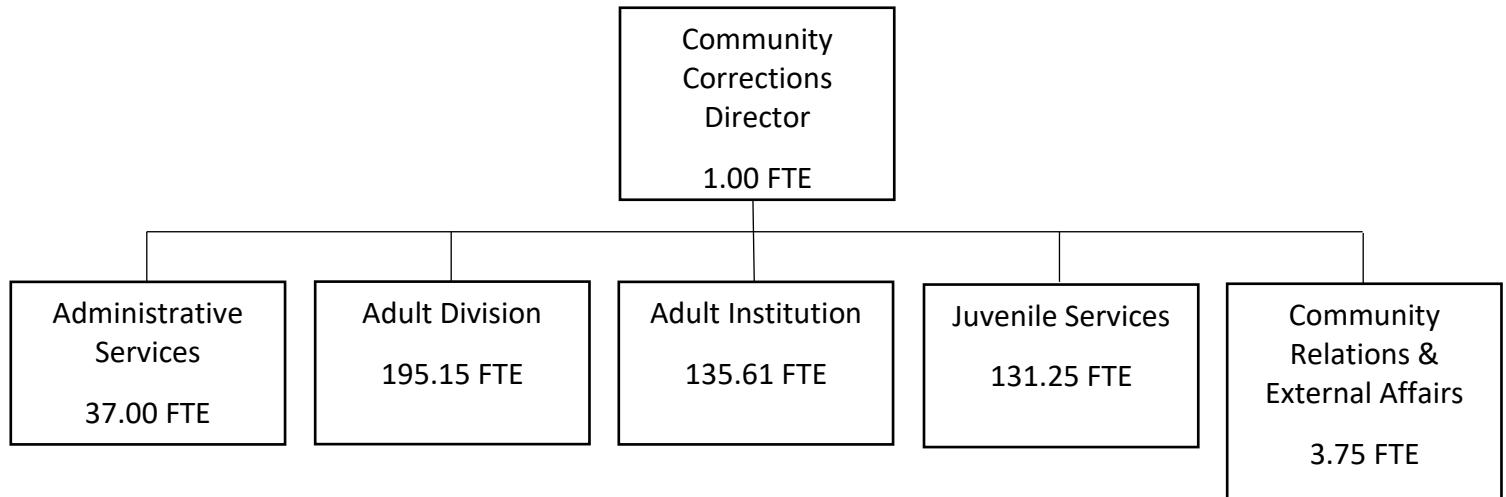 Community
Corrections
Director
1.00 FTE
Administrative
Services
37.00 FTE
Adult Division
195.15 FTE
Adult Institution
135.61 FTE
Juvenile Services
131.25 FTE
Community
Relations &
External Affairs
3.75 FTE